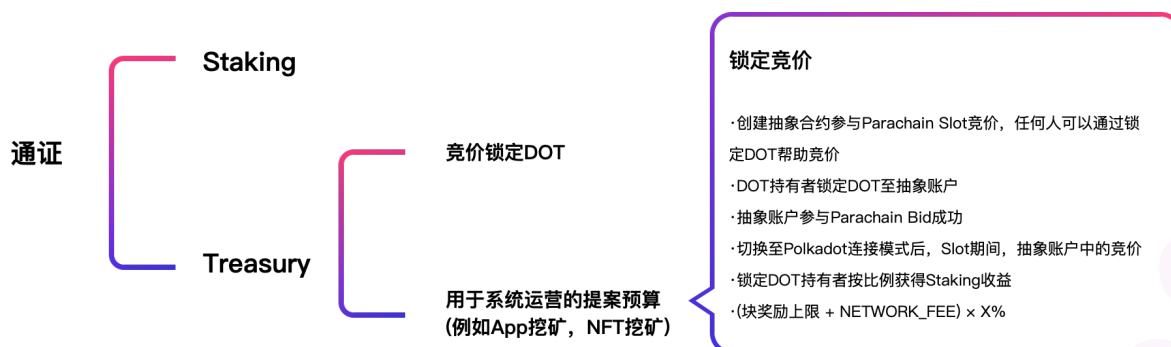 通证
Staking
Treasury
竞价锁定DOT
用于系统运营的提案预算
(例如App挖矿，NFT挖矿)
锁定竞价
·创建抽象合约参与Parachain Slot竞价，任何人可以通过锁
定DOT帮助竞价
·DOT持有者锁定DOT至抽象账户
·抽象账户参与Parachain Bid成功
·切换至Polkadot连接模式后，Slot期间，抽象账户中的竞价
·锁定DOT持有者按比例获得Staking收益
·(块奖励上限 + NETWORK_FEE) × X%